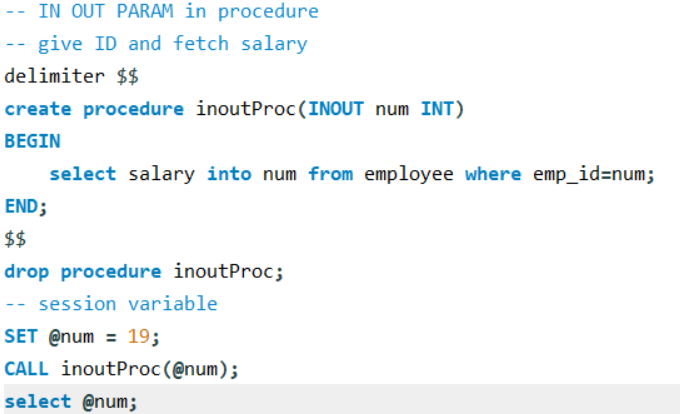 -- IN OUT PARAM in procedure
-- give ID and fetch salary
delimiter $$
create procedure inoutProc(INOUT num INT)
BEGIN
    select salary into num from employee where emp_id=num;
END;
$$
drop procedure inoutProc;
-- session variable
SET @num = 19;
CALL inoutProc(@num);
select @num;